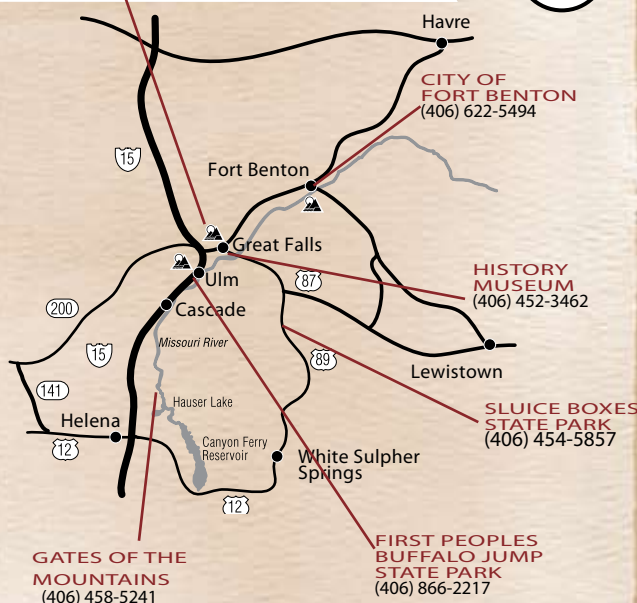 Havre
CITY OF
FORT BENTON
(406) 622-5494
15
Fort Benton
Great Falls
Ulm
87
HISTORY
MUSEUM
(406) 452-3462
200
Cascade
15
Missouri River
89
Lewistown
141
Hauser Lake
SLUICE BOXES
STATE PARK
(406) 454-5857
Helena
12
Canyon Ferry
Reservoir
White Sulpher
Springs
12
FIRST PEOPLES
BUFFALO JUMP
STATE PARK
(406) 866-2217
GATES OF THE
MOUNTAINS
(406) 458-5241